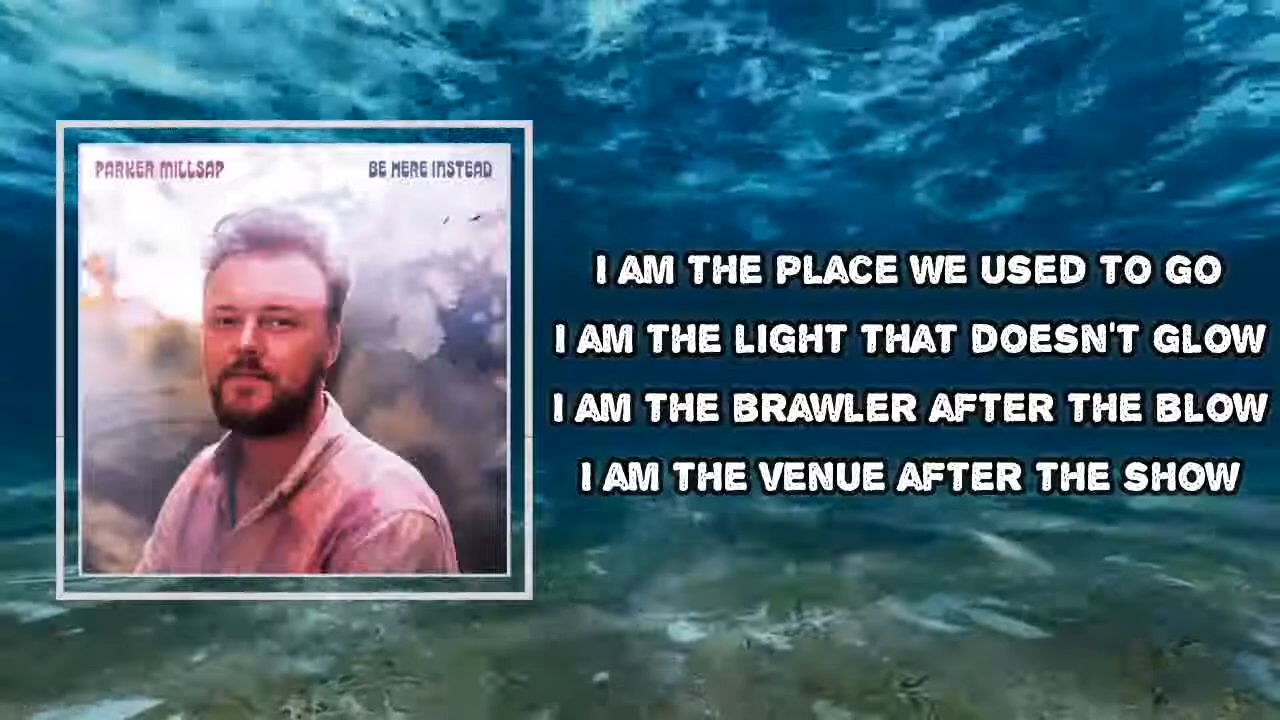 PARKER MILLSAP
BE HERE INSTEAD
I AM THE PLACE WE USED TO GO
I AM THE LIGHT THAT DOESN'T GLOW
I AM THE BRAWLER AFTER THE BLOW
I AM THE VENUE AFTER THE SHOW